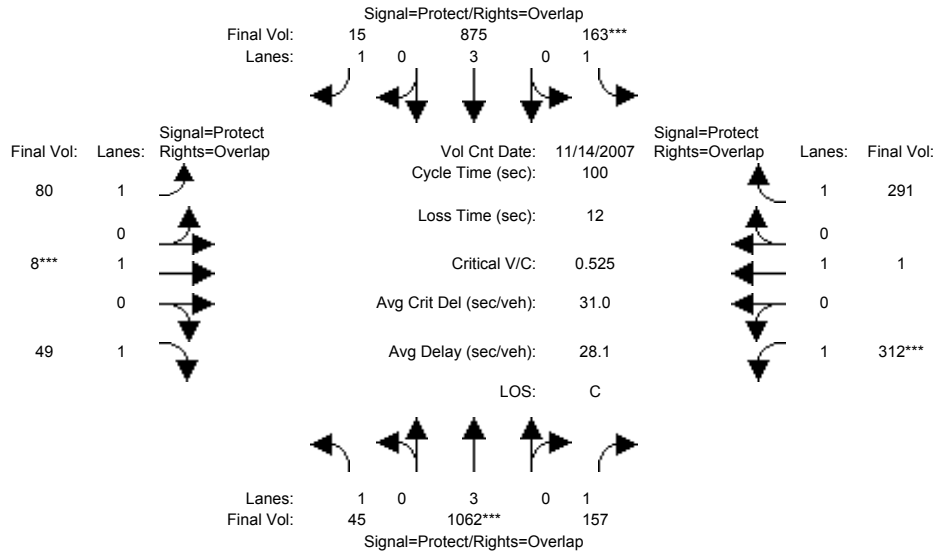 Signal=Protect/Rights=Overlap
Final Vol: 15 875 163***
Lanes: 1 0 3 0 1
Signal=Protect Signal=Protect
Final Vol: Lanes: Rights=Overlap Vol Cnt Date: 11/14/2007 Rights=Overlap Lanes: Final Vol:
Cycle Time (sec): 100
80 1 1 291
Loss Time (sec): 12
0 0
8*** 1 Critical V/C: 0.525 1 1
0 Avg Crit Del (sec/veh): 31.0 0
49 1 Avg Delay (sec/veh): 28.1 1 312***
LOS: C
Lanes: 1 0 3 0 1
Final Vol: 45 1062*** 157
Signal=Protect/Rights=Overlap